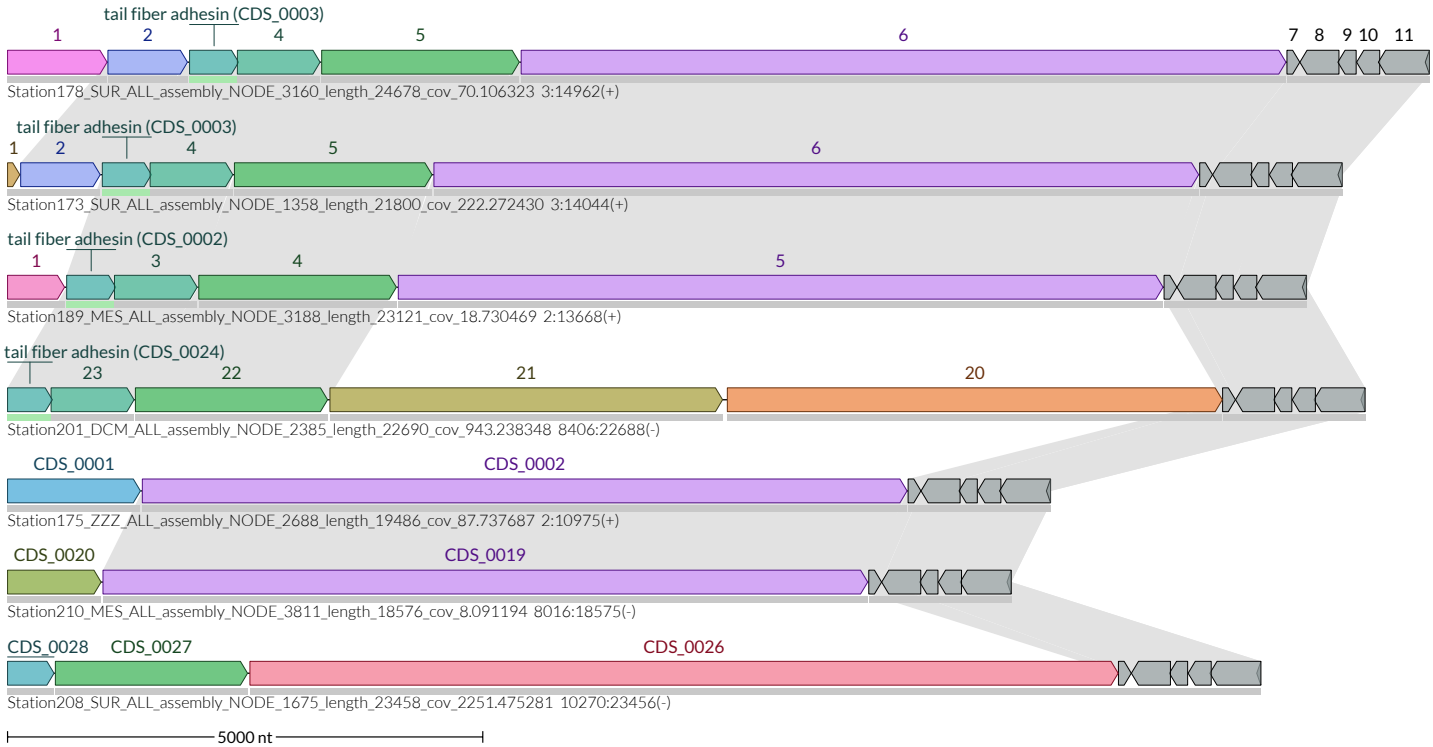 tail fiber adhesin (CDS_0003)
1 2 4 5 6 7 8 9 10 11
Station178_SUR_ALL_assembly_NODE_3160_length_24678_cov_70.106323 3:14962(+)
tail fiber adhesin (CDS_0003)
1 2 4 5 6
Station173_SUR_ALL_assembly_NODE_1358_length_21800_cov_222.272430 3:14044(+)
tail fiber adhesin (CDS_0002)
1 3 4 5
Station189_MES_ALL_assembly_NODE_3188_length_23121_cov_18.730469 2:13668(+)
tail fiber adhesin (CDS_0024)
23 22 21 20
Station201_DCM_ALL_assembly_NODE_2385_length_22690_cov_943.238348 8406:22688(-)
CDS_0001 CDS_0002
Station175_ZZZ_ALL_assembly_NODE_2688_length_19486_cov_87.737687 2:10975(+)
CDS_0020 CDS_0019
Station210_MES_ALL_assembly_NODE_3811_length_18576_cov_8.091194 8016:18575(-)
CDS_0028 CDS_0027 CDS_0026
Station208_SUR_ALL_assembly_NODE_1675_length_23458_cov_2251.475281 10270:23456(-)
5000 nt